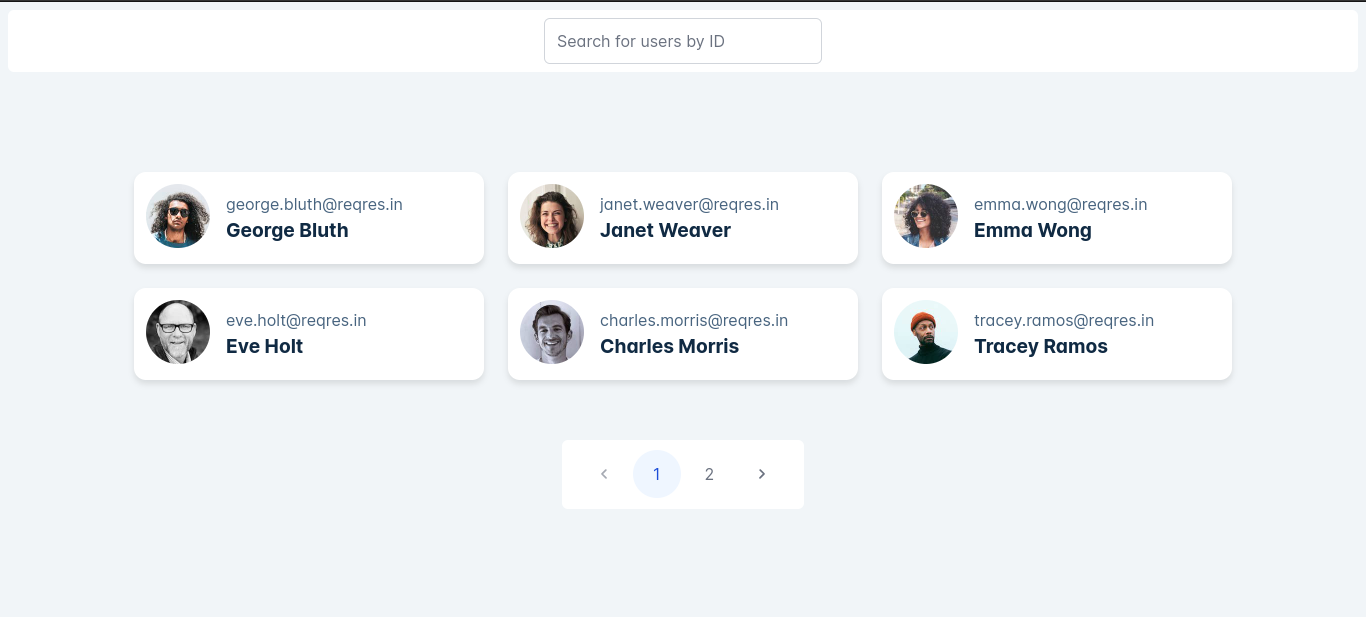 Search for users by ID
george.bluth@reqres.in
George Bluth
janet.weaver@reqres.in
Janet Weaver
emma.wong@reqres.in
Emma Wong
eve.holt@reqres.in
Eve Holt
charles.morris@reqres.in
Charles Morris
tracey.ramos@reqres.in
Tracey Ramos
1 2